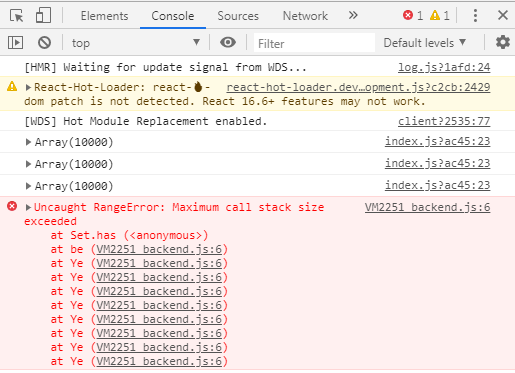 Elements Console Sources Network » 1 1
top Filter Default levels ▼
[HMR] Waiting for update signal from WDS... log.js?1afd:24
React-Hot-Loader: react-🔥- react-hot-loader.dev…opment.js?c2cb:2429
dom patch is not detected. React 16.6+ features may not work.
[WDS] Hot Module Replacement enabled. client?2535:77
Array(10000) index.js?ac45:23
Array(10000) index.js?ac45:23
Array(10000) index.js?ac45:23
Uncaught RangeError: Maximum call stack size VM2251 backend.js:6
exceeded
at Set.has (<anonymous>)
at be (VM2251 backend.js:6)
at Ye (VM2251 backend.js:6)
at Ye (VM2251 backend.js:6)
at Ye (VM2251 backend.js:6)
at Ye (VM2251 backend.js:6)
at Ye (VM2251 backend.js:6)
at Ye (VM2251 backend.js:6)
at Ye (VM2251 backend.js:6)
at Ye (VM2251 backend.js:6)